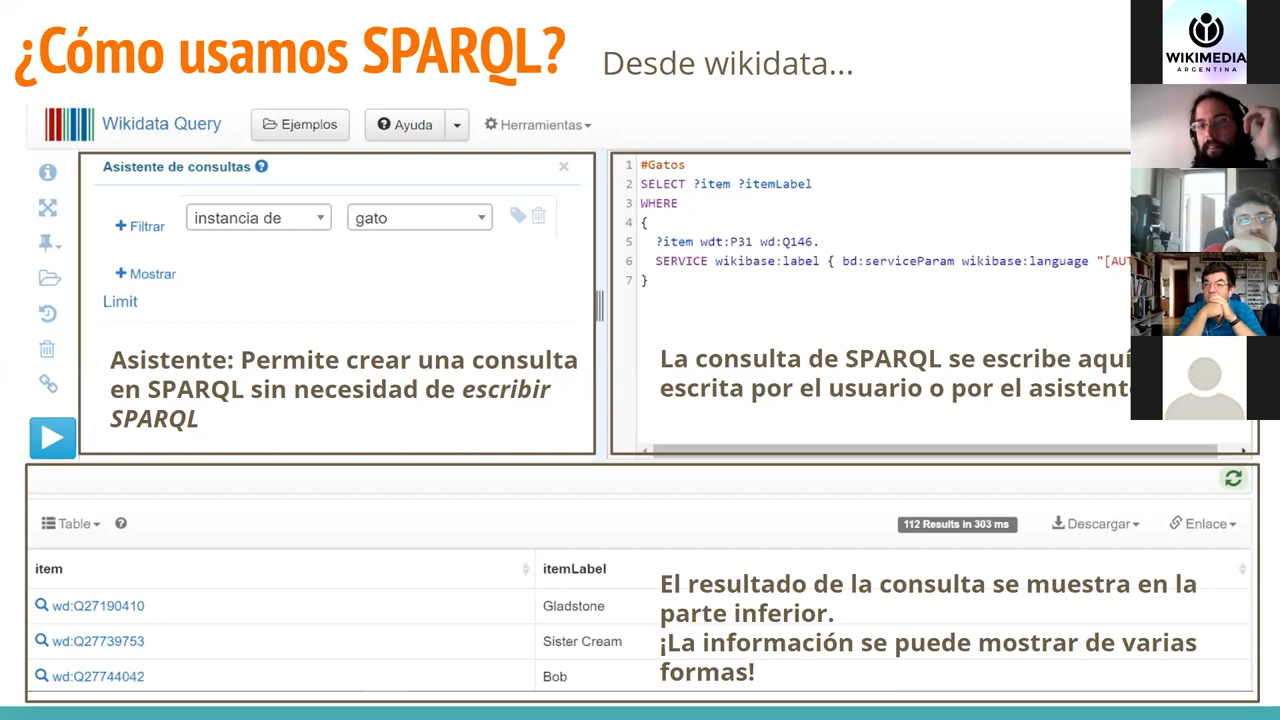 ¿Cómo usamos SPARQL?
Desde wikidata...
WIKIMEDIA
ARGENTINA
Wikidata Query
Ejemplos
Ayuda
Herramientas
Asistente de consultas
Filtrar
instancia de
gato
Mostrar
Limit
Asistente: Permite crear una consulta
en SPARQL sin necesidad de escribir
SPARQL
1 #Gatos
2 SELECT ?item ?itemLabel
3 WHERE
4 {
5 ?item wdt:P31 wd:Q146.
6 SERVICE wikibase:label { bd:serviceParam wikibase:language "[AUT
7 }
La consulta de SPARQL se escribe aquí
escrita por el usuario o por el asistente
Table
112 Results in 303 ms
Descargar
Enlace
item
itemLabel
wd:Q27190410
Gladstone
wd:Q27739753
Sister Cream
wd:Q27744042
Bob
El resultado de la consulta se muestra en la
parte inferior.
¡La información se puede mostrar de varias
formas!